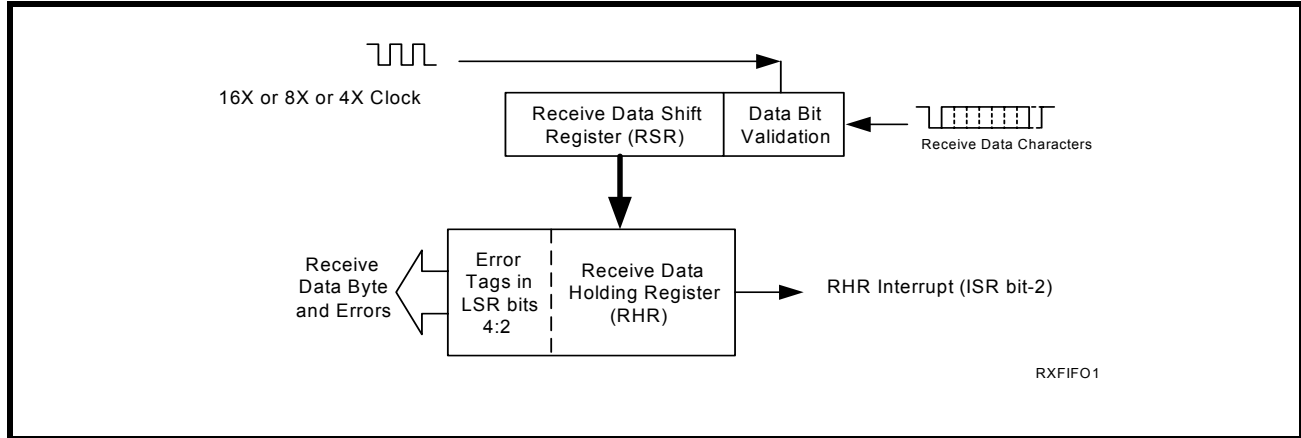 16X or 8X or 4X Clock
Receive Data Shift
Register (RSR)
Data Bit
Validation
Receive Data Characters
Receive
Data Byte
and Errors
Error
Tags in
LSR bits
4:2
Receive Data
Holding Register
(RHR)
RHR Interrupt (ISR bit-2)
RXFIFO1